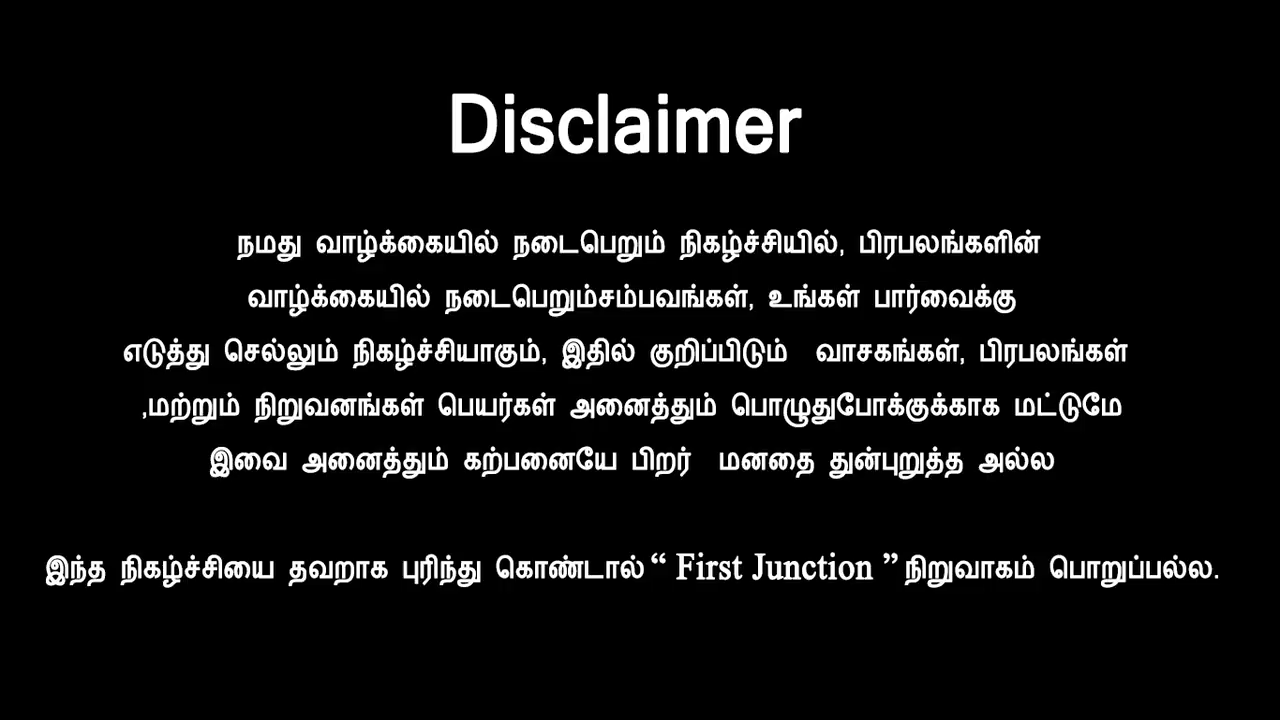 Disclaimer
நமது வாழ்க்கையில் நடைபெறும் நிகழ்ச்சியில், பிரபலங்களின்
வாழ்க்கையில் நடைபெறும்சம்பவங்கள், உங்கள் பார்வைக்கு
எடுத்து செல்லும் நிகழ்ச்சியாகும், இதில் குறிப்பிடும் வாசகங்கள், பிரபலங்கள்
,மற்றும் நிறுவனங்கள் பெயர்கள் அனைத்தும் பொழுதுபோக்குக்காக மட்டுமே
இவை அனைத்தும் கற்பனையே பிறர் மனதை துன்புறுத்த அல்ல
இந்த நிகழ்ச்சியை தவறாக புரிந்து கொண்டால் “ First Junction ” நிறுவாகம் பொறுப்பல்ல.